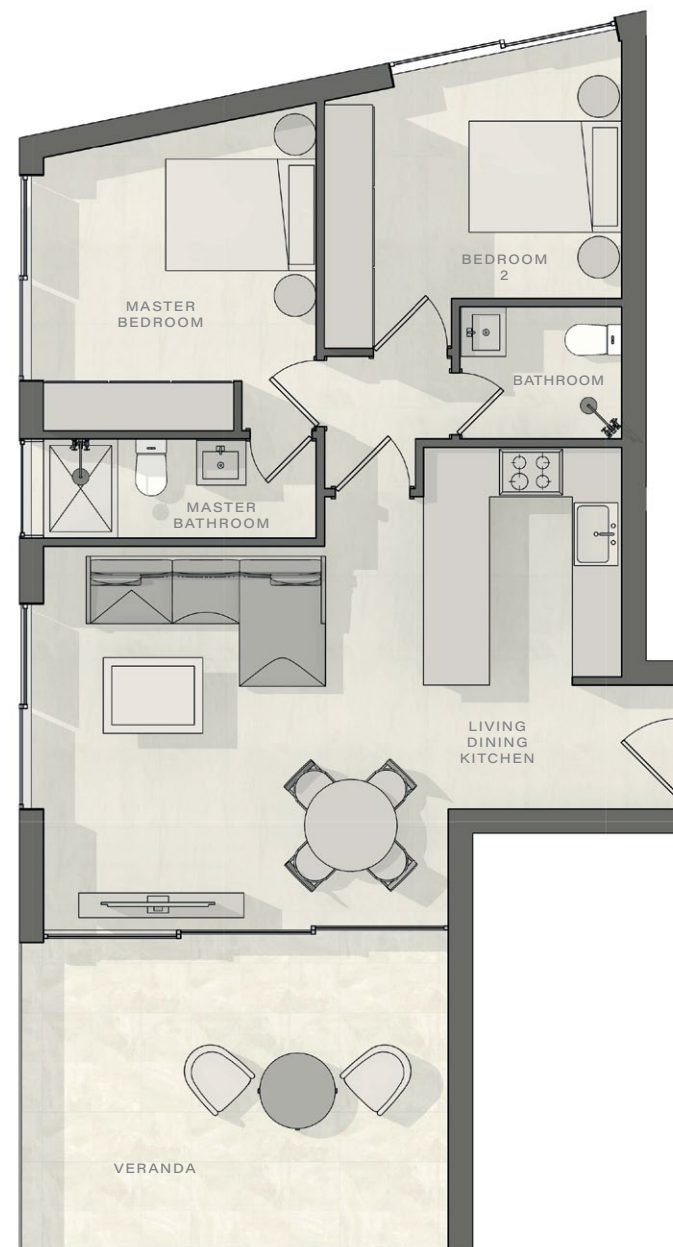 BEDROOM
2
MASTER
BEDROOM
BATHROOM
MASTER
BATHROOM
LIVING
DINING
KITCHEN
VERANDA